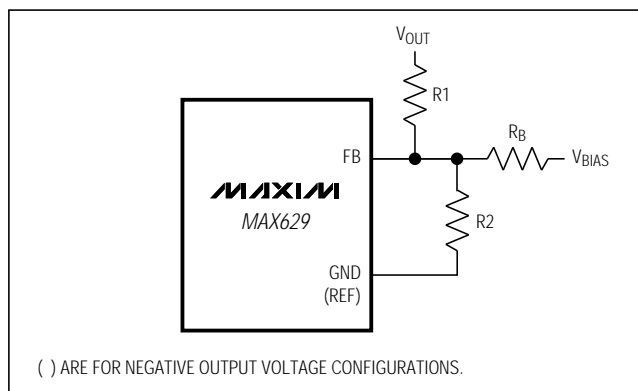 VOUT
R1
RB
FB
VBIAS
MAXIM
MAX629
R2
GND
(REF)
( ) ARE FOR NEGATIVE OUTPUT VOLTAGE CONFIGURATIONS.